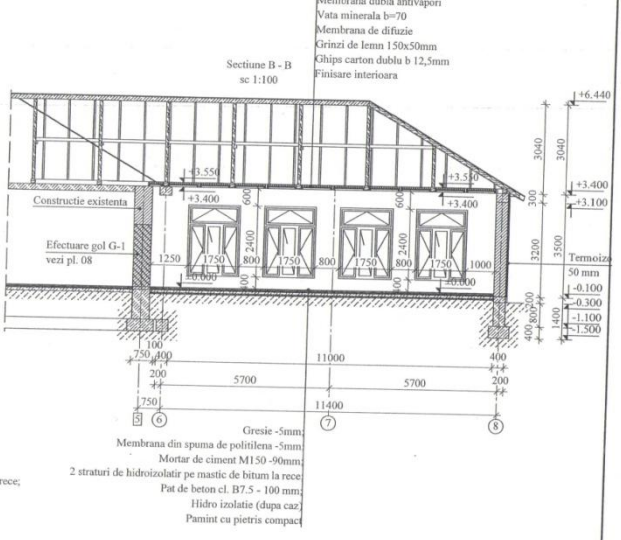 Membrana dubla antivapori
Vata minerala b=70
Membrana de difuzie
Grinzi de lemn 150x50mm
Ghips carton dublu b 12,5mm
Finisare interioara
Sectiune B - B
sc 1:100
+6.440
3040
3040
+3.550
+3.400
+3.550
+3.400
+3.400
+3.100
300
600
600
Constructie existenta
Efectuare gol G-1
vezi pl. 08
2400
2400
3200
3500
1250 1750 800 1750 800 1750 800 1750 1000
400
400
±0.000
±0.000
Termoizo
50 mm
-0.100
-0.300
-1.100
-1.500
200
800
400
1400
100
750 400
11000
400
200
5700
5700
200
750
11400
5 6 7 8
Gresie -5mm;
Membrana din spuma de politilena -5mm;
Mortar de ciment M150 -90mm;
2 straturi de hidroizolatir pe mastic de bitum la rece
rece;
Pat de beton cl. B7.5 - 100 mm;
Hidro izolatie (dupa caz)
Pamint cu pietris compact